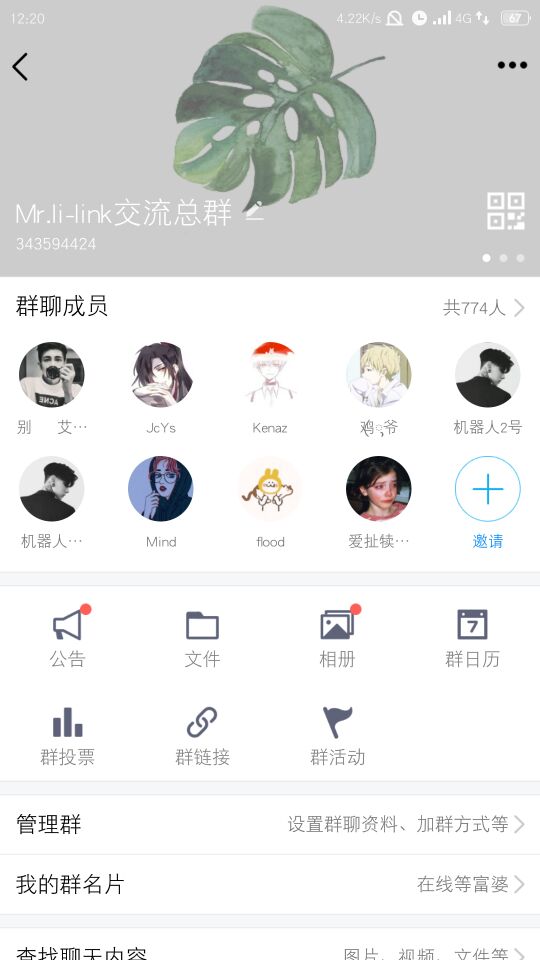 12:20 4.22K/s 4G 67
Mr.li-link交流总群
343594424
群聊成员 共774人
别 艾… JcYs Kenaz 鸡爷 机器人2号
机器人… Mind flood 爱扯犊… 邀请
公告 文件 相册 7 群日历
群投票 群链接 群活动
管理群 设置群聊资料、加群方式等
我的群名片 在线等富婆
查找聊天内容 图片、视频、文件等